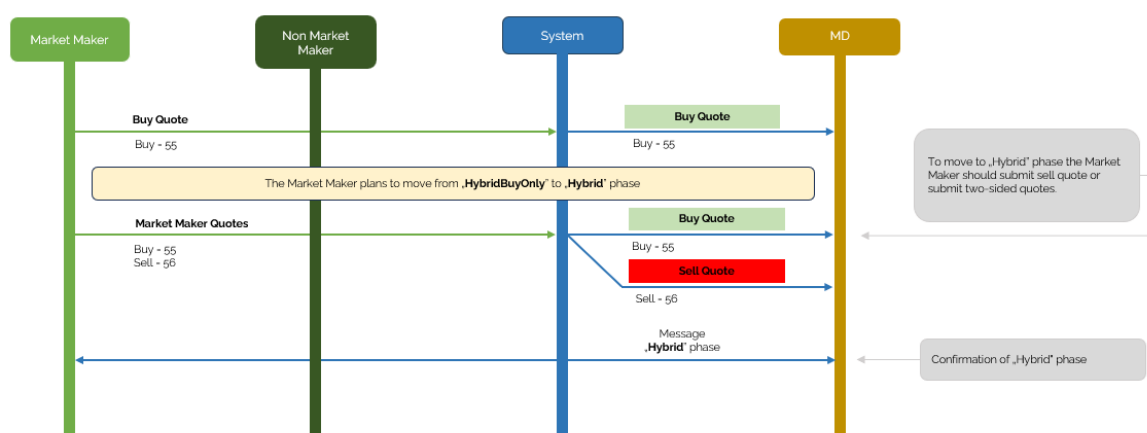 Market Maker
Non Market
Maker
System
MD
Buy Quote
Buy - 55
Buy Quote
Buy - 55
To move to „Hybrid” phase the Market
Maker should submit sell quote or
submit two-sided quotes.
The Market Maker plans to move from „HybridBuyOnly” to „Hybrid” phase
Market Maker Quotes
Buy - 55
Sell - 56
Buy Quote
Buy - 55
Sell Quote
Sell - 56
Message
„Hybrid” phase
Confirmation of „Hybrid” phase